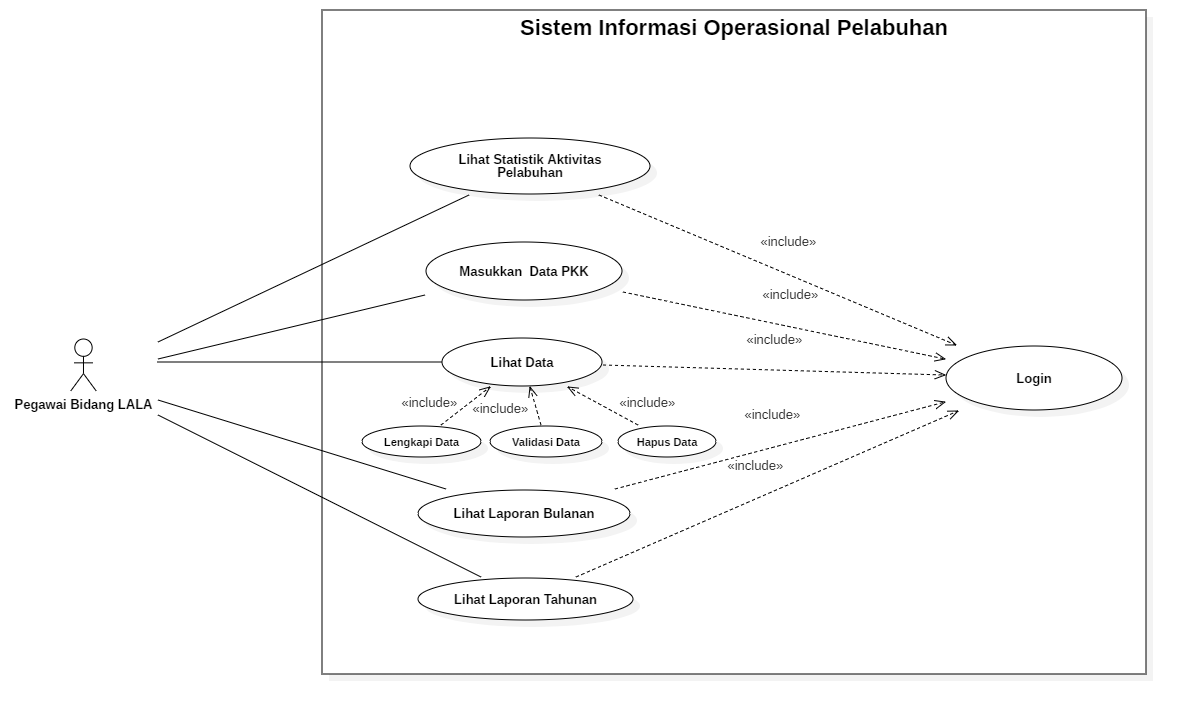 Sistem Informasi Operasional Pelabuhan
Lihat Statistik Aktivitas
Pelabuhan
«include»
Masukkan  Data PKK
«include»
«include»
Lihat Data
Login
Pegawai Bidang LALA
«include»
«include»
«include»
«include»
Lengkapi Data
Validasi Data
Hapus Data
«include»
Lihat Laporan Bulanan
Lihat Laporan Tahunan